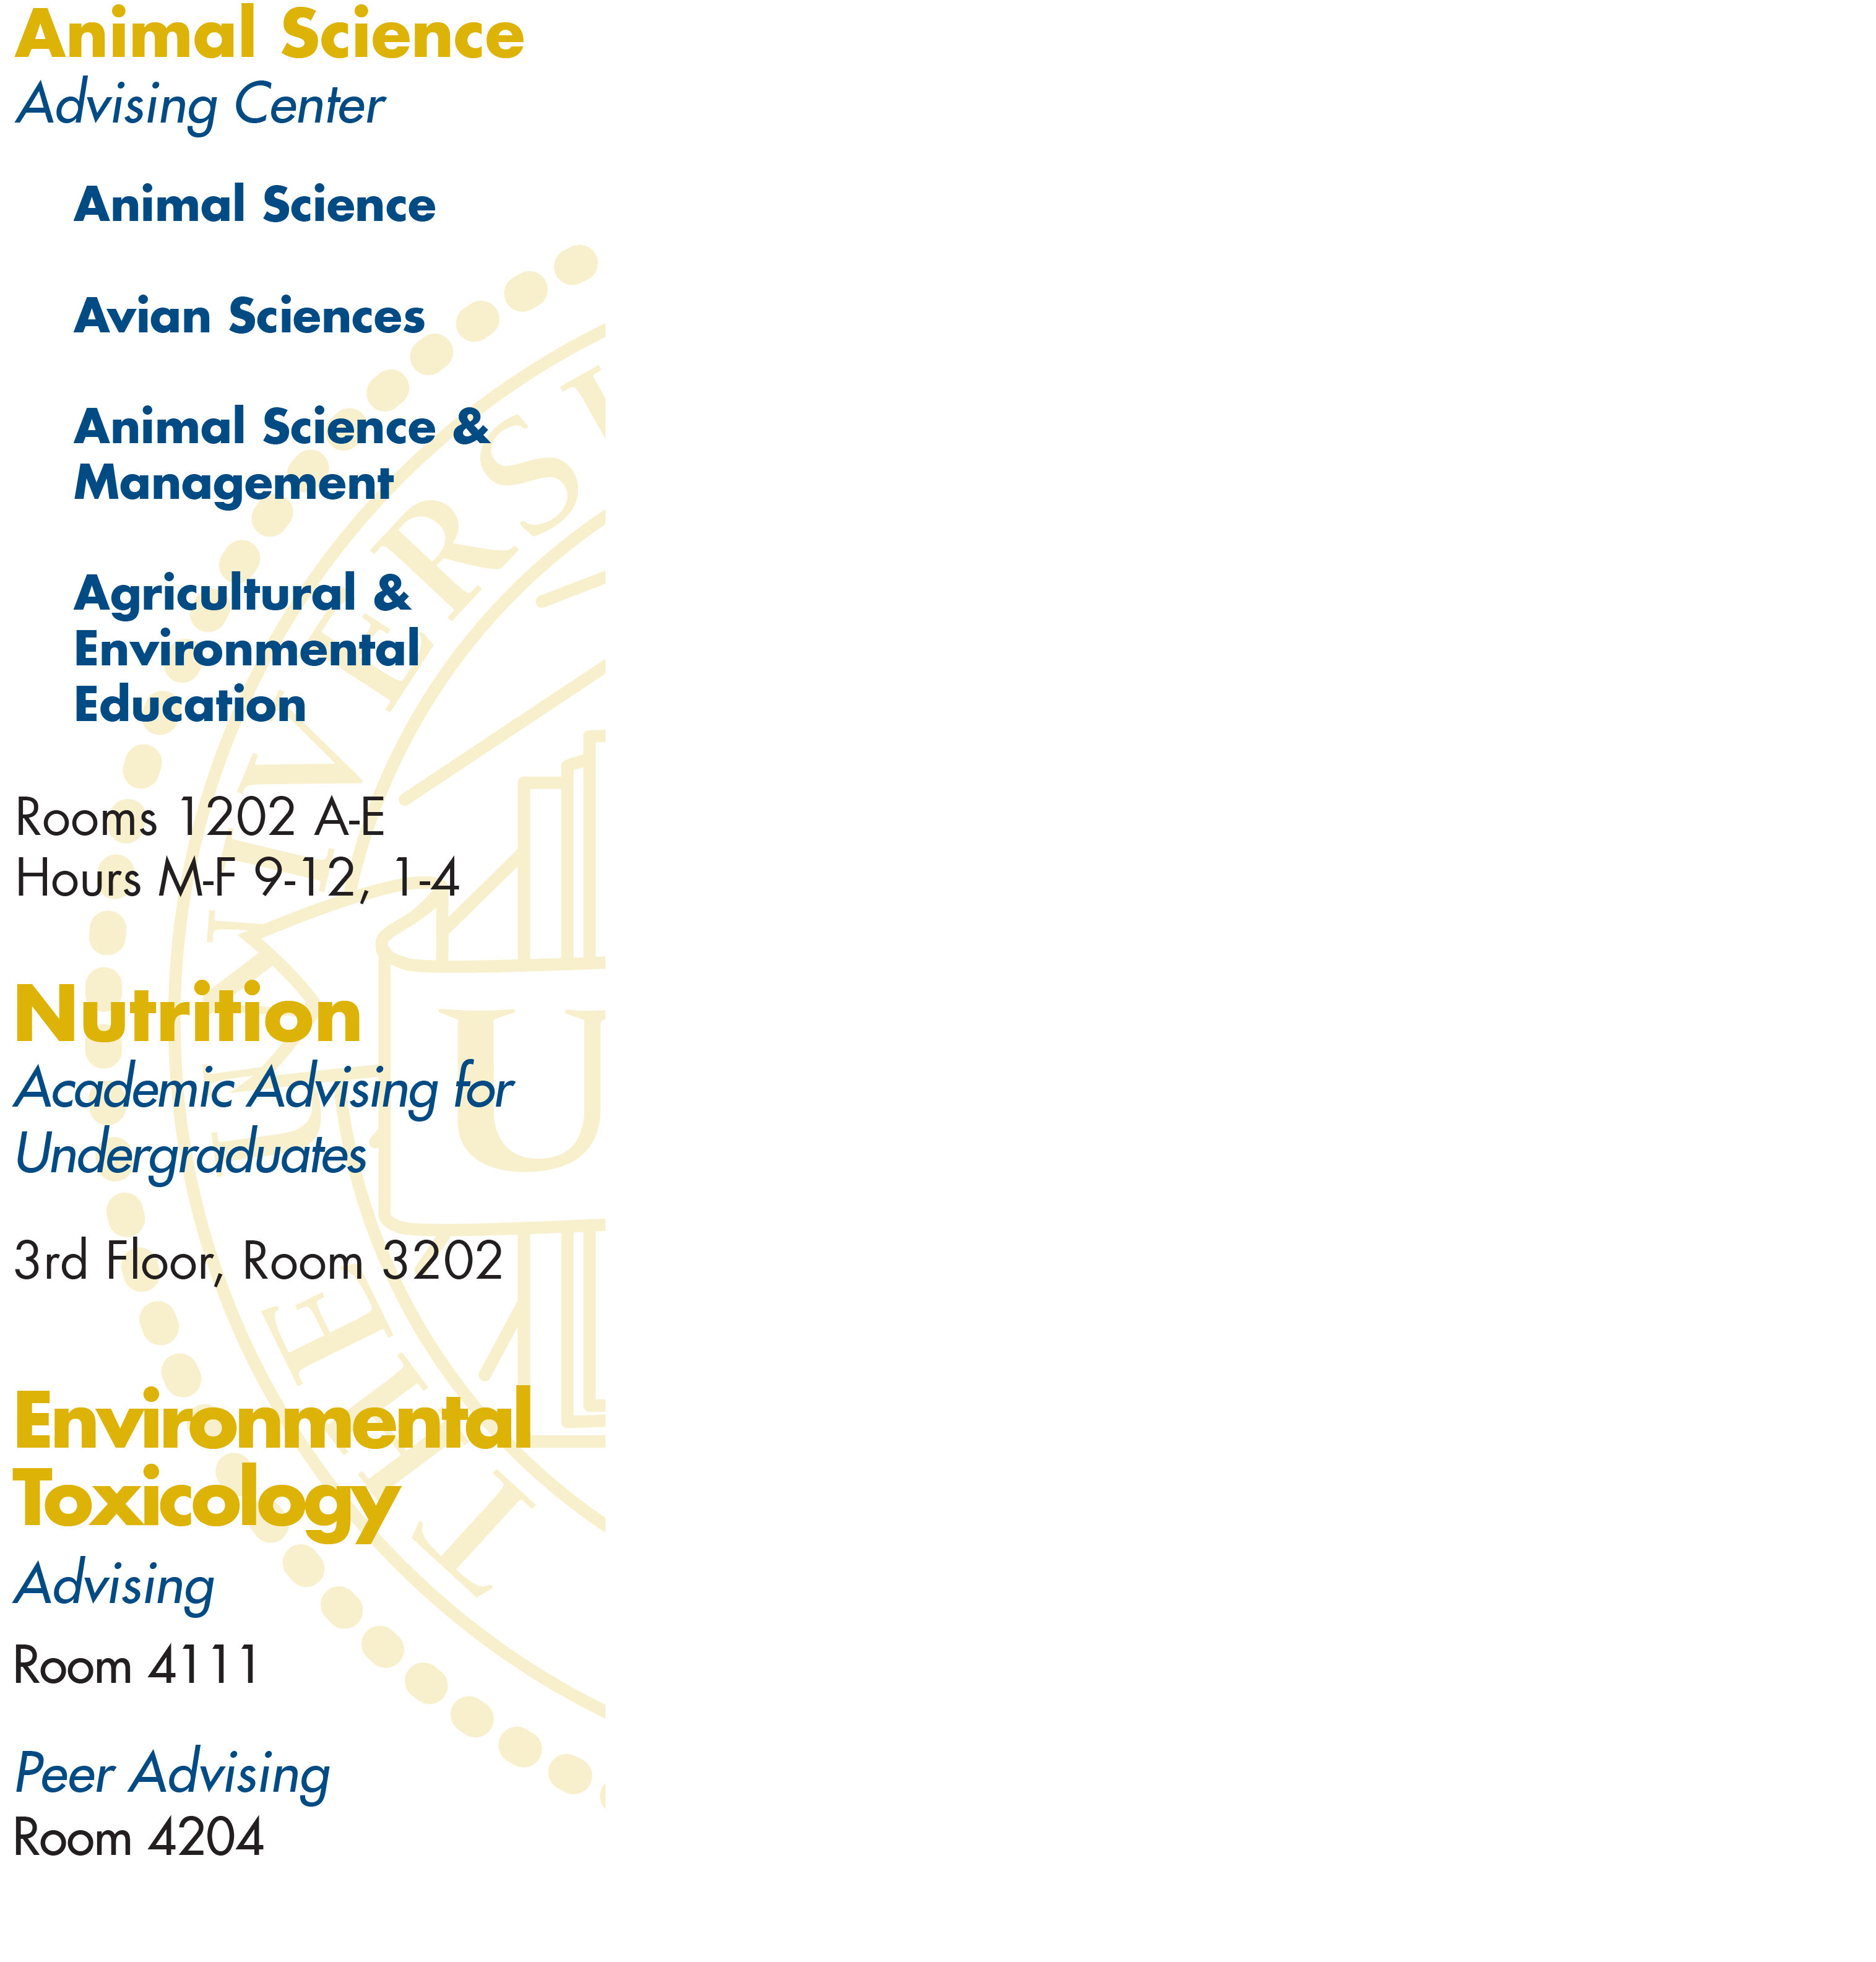 Animal Science
Advising Center
Animal Science
Avian Sciences
Animal Science &
Management
Agricultural &
Environmental
Education
Rooms 1202 A-E
Hours M-F 9-12, 1-4
Nutrition
Academic Advising for
Undergraduates
3rd Floor, Room 3202
Environmental
Toxicology
Advising
Room 4111
Peer Advising
Room 4204
THE UNIVERS
U